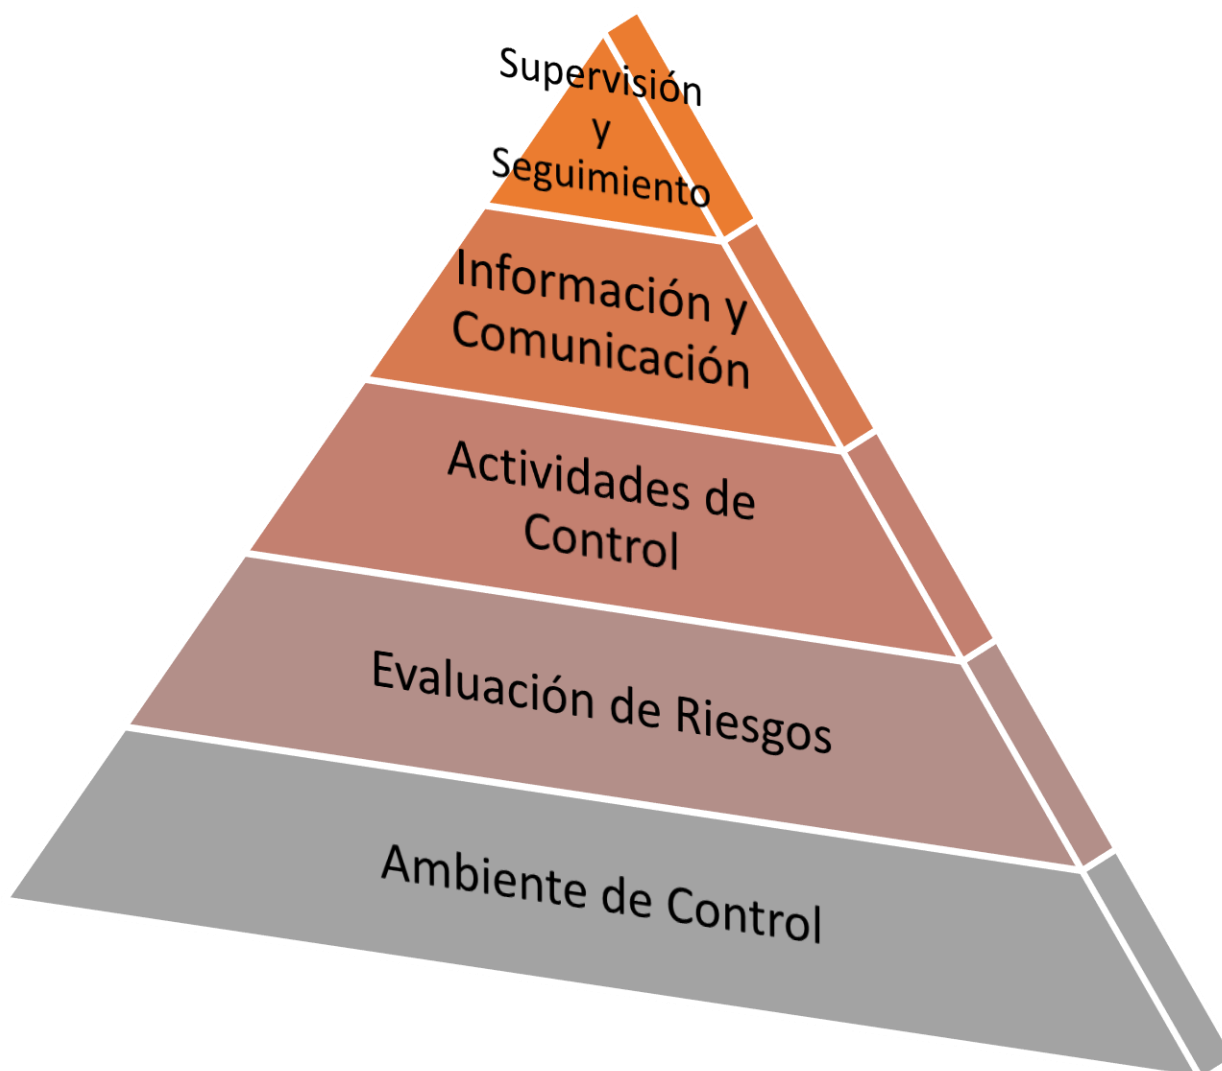 Supervisión
y
Seguimiento
Información y
Comunicación
Actividades de
Control
Evaluación de Riesgos
Ambiente de Control